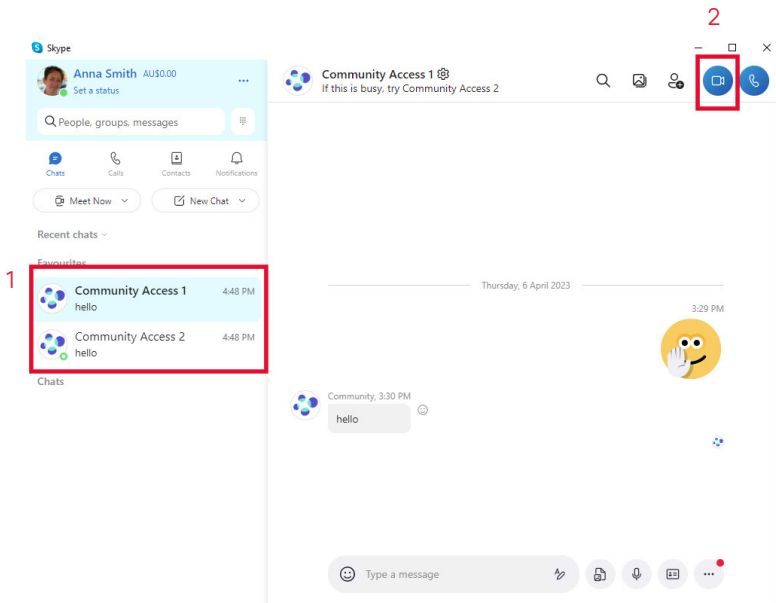 2
Skype
Anna Smith AU$0.00
Set a status
People, groups, messages
Chats
Calls
Contacts
Notifications
Meet Now
New Chat
Recent chats
Favourites
1
Community Access 1 4:48 PM
hello
Community Access 2 4:48 PM
hello
Chats
Community Access 1
If this is busy, try Community Access 2
Thursday, 6 April 2023
3:29 PM
Community, 3:30 PM
hello
Type a message